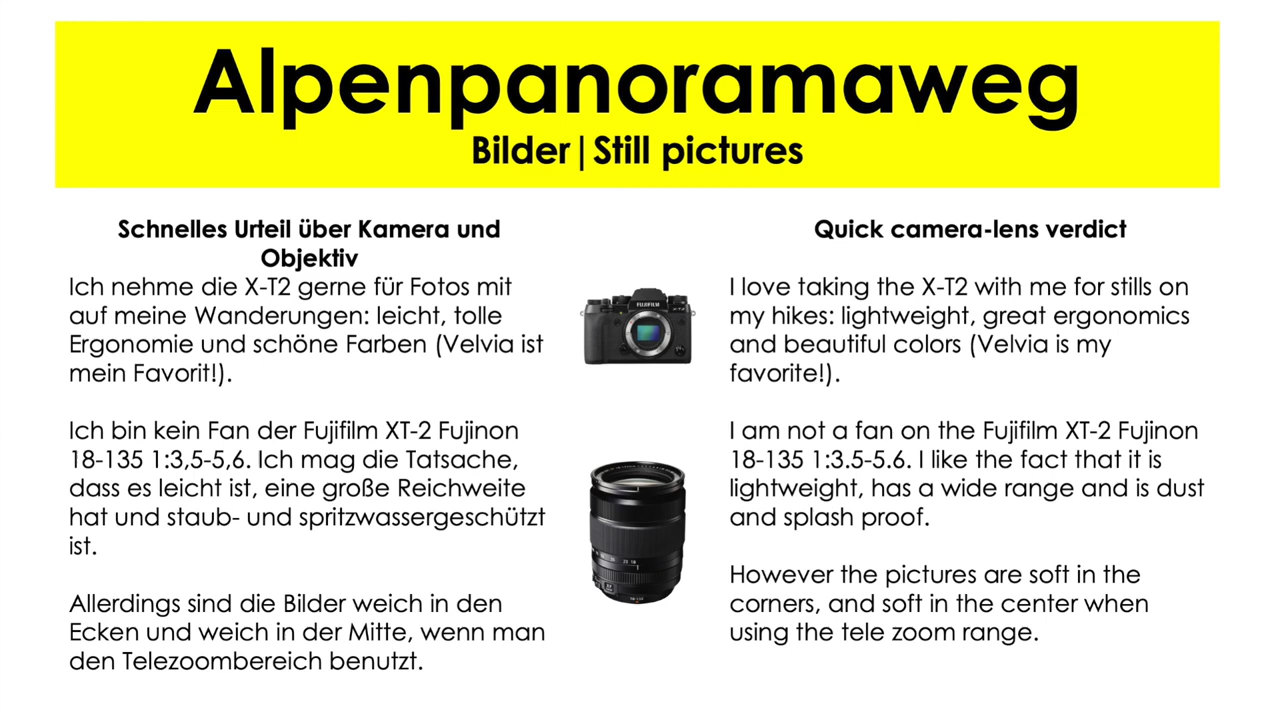 Alpenpanoramaweg
Bilder|Still pictures
Schnelles Urteil über Kamera und
Objektiv
Ich nehme die X-T2 gerne für Fotos mit
auf meine Wanderungen: leicht, tolle
Ergonomie und schöne Farben (Velvia ist
mein Favorit!).
Ich bin kein Fan der Fujifilm XT-2 Fujinon
18-135 1:3,5-5,6. Ich mag die Tatsache,
dass es leicht ist, eine große Reichweite
hat und staub- und spritzwassergeschützt
ist.
Allerdings sind die Bilder weich in den
Ecken und weich in der Mitte, wenn man
den Telezoombereich benutzt.
FUJIFILM
Quick camera-lens verdict
I love taking the X-T2 with me for stills on
my hikes: lightweight, great ergonomics
and beautiful colors (Velvia is my
favorite!).
I am not a fan on the Fujifilm XT-2 Fujinon
18-135 1:3.5-5.6. I like the fact that it is
lightweight, has a wide range and is dust
and splash proof.
However the pictures are soft in the
corners, and soft in the center when
using the tele zoom range.